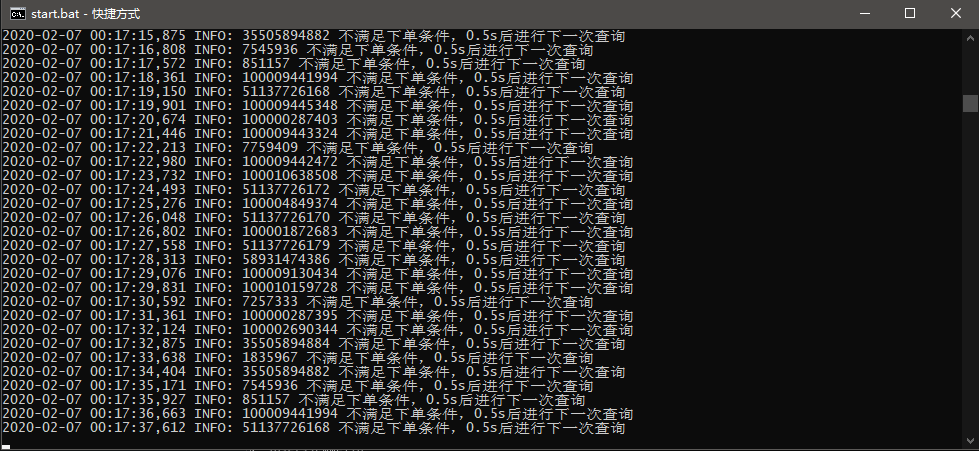 start.bat - 快捷方式
2020-02-07 00:17:15,875 INFO: 35505894882 不满足下单条件，0.5s后进行下一次查询
2020-02-07 00:17:16,808 INFO: 7545936 不满足下单条件，0.5s后进行下一次查询
2020-02-07 00:17:17,572 INFO: 851157 不满足下单条件，0.5s后进行下一次查询
2020-02-07 00:17:18,361 INFO: 100009441994 不满足下单条件，0.5s后进行下一次查询
2020-02-07 00:17:19,150 INFO: 51137726168 不满足下单条件，0.5s后进行下一次查询
2020-02-07 00:17:19,901 INFO: 100009445348 不满足下单条件，0.5s后进行下一次查询
2020-02-07 00:17:20,674 INFO: 100000287403 不满足下单条件，0.5s后进行下一次查询
2020-02-07 00:17:21,446 INFO: 100009443324 不满足下单条件，0.5s后进行下一次查询
2020-02-07 00:17:22,213 INFO: 7759409 不满足下单条件，0.5s后进行下一次查询
2020-02-07 00:17:22,980 INFO: 100009442472 不满足下单条件，0.5s后进行下一次查询
2020-02-07 00:17:23,732 INFO: 100010638508 不满足下单条件，0.5s后进行下一次查询
2020-02-07 00:17:24,493 INFO: 51137726172 不满足下单条件，0.5s后进行下一次查询
2020-02-07 00:17:25,276 INFO: 100004849374 不满足下单条件，0.5s后进行下一次查询
2020-02-07 00:17:26,048 INFO: 51137726170 不满足下单条件，0.5s后进行下一次查询
2020-02-07 00:17:26,802 INFO: 100001872683 不满足下单条件，0.5s后进行下一次查询
2020-02-07 00:17:27,558 INFO: 51137726179 不满足下单条件，0.5s后进行下一次查询
2020-02-07 00:17:28,313 INFO: 58931474386 不满足下单条件，0.5s后进行下一次查询
2020-02-07 00:17:29,076 INFO: 100009130434 不满足下单条件，0.5s后进行下一次查询
2020-02-07 00:17:29,831 INFO: 100010159728 不满足下单条件，0.5s后进行下一次查询
2020-02-07 00:17:30,592 INFO: 7257333 不满足下单条件，0.5s后进行下一次查询
2020-02-07 00:17:31,361 INFO: 100000287395 不满足下单条件，0.5s后进行下一次查询
2020-02-07 00:17:32,124 INFO: 100002690344 不满足下单条件，0.5s后进行下一次查询
2020-02-07 00:17:32,875 INFO: 35505894884 不满足下单条件，0.5s后进行下一次查询
2020-02-07 00:17:33,638 INFO: 1835967 不满足下单条件，0.5s后进行下一次查询
2020-02-07 00:17:34,404 INFO: 35505894882 不满足下单条件，0.5s后进行下一次查询
2020-02-07 00:17:35,171 INFO: 7545936 不满足下单条件，0.5s后进行下一次查询
2020-02-07 00:17:35,927 INFO: 851157 不满足下单条件，0.5s后进行下一次查询
2020-02-07 00:17:36,663 INFO: 100009441994 不满足下单条件，0.5s后进行下一次查询
2020-02-07 00:17:37,612 INFO: 51137726168 不满足下单条件，0.5s后进行下一次查询